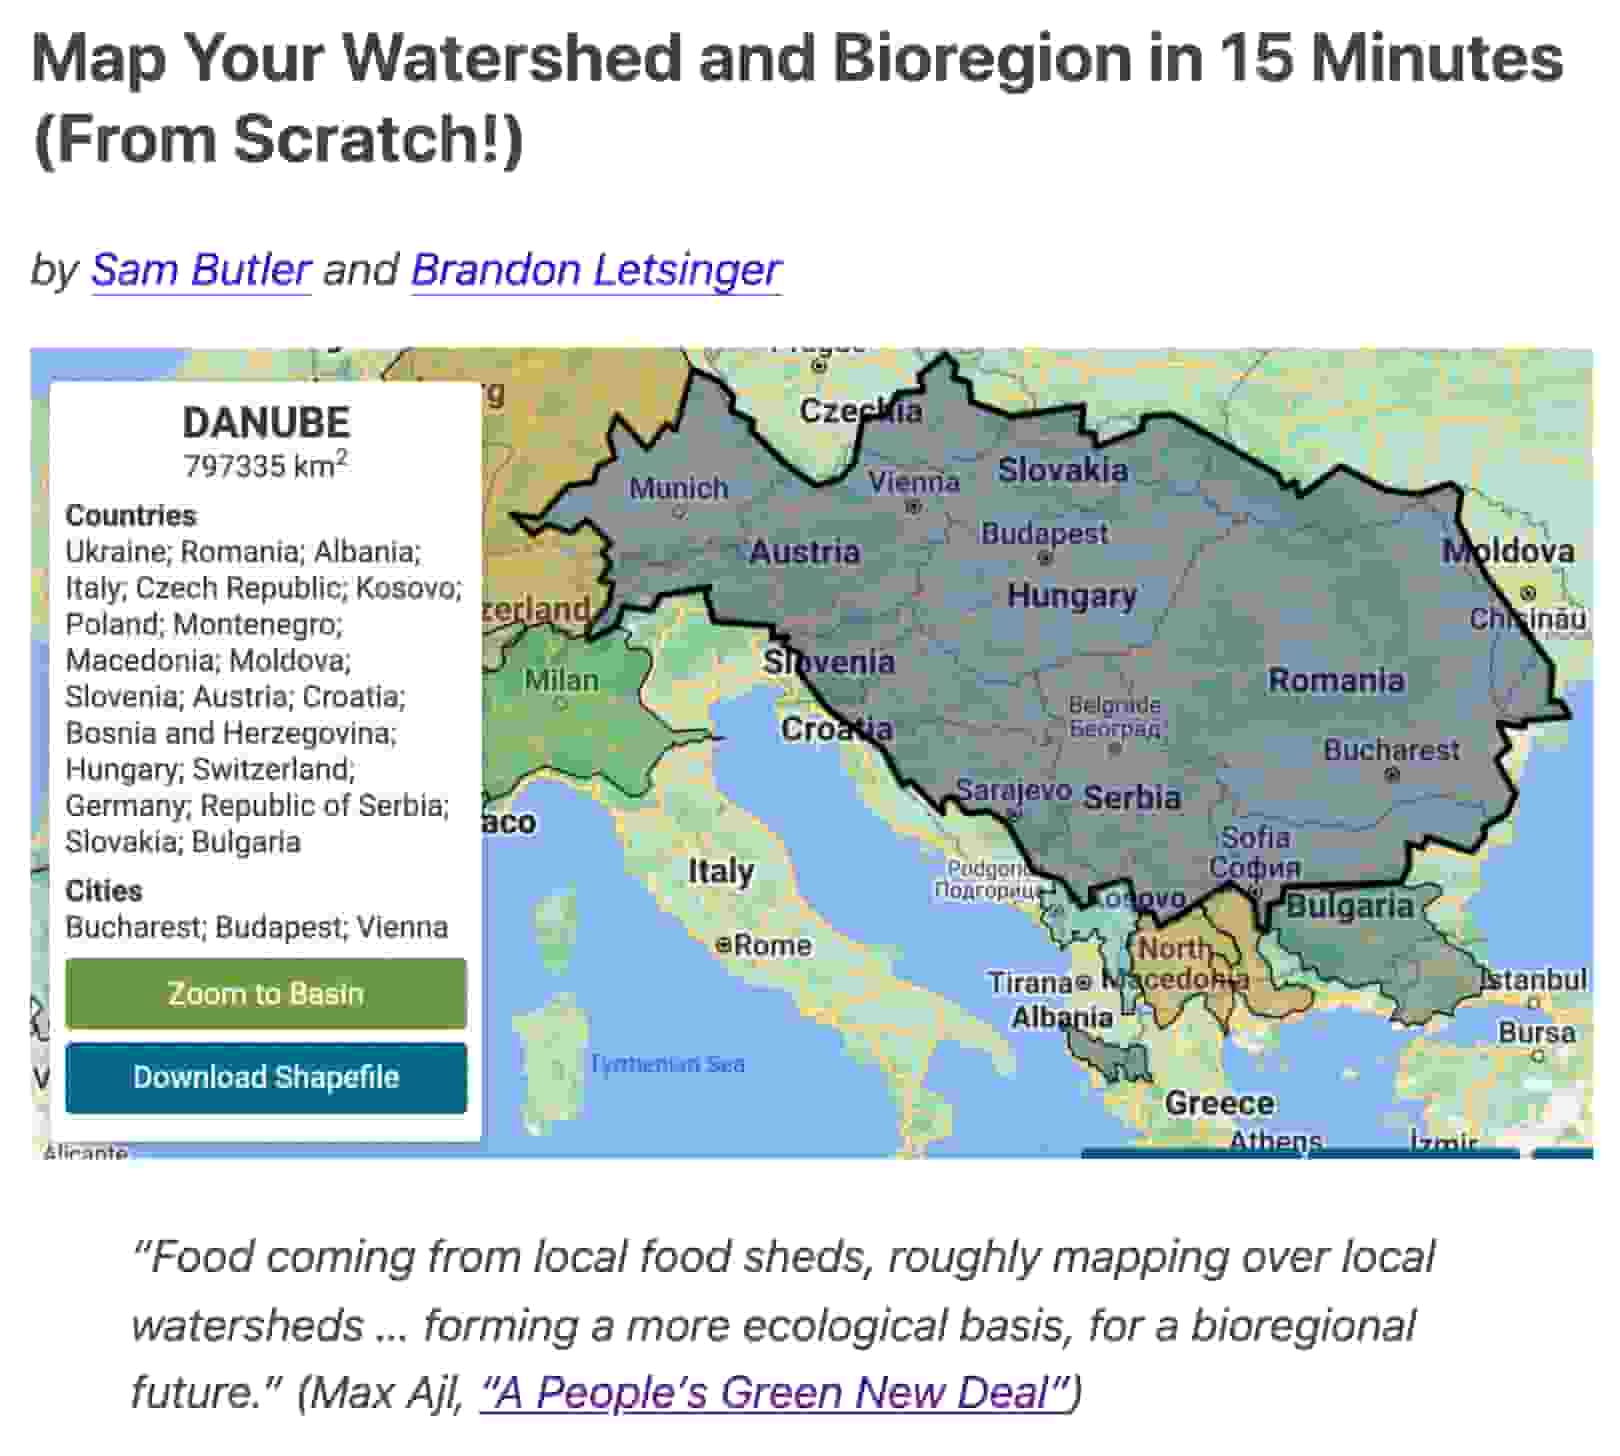 Map Your Watershed and Bioregion in 15 Minutes
(From Scratch!)
by Sam Butler and Brandon Letsinger
DANUBE
797335 km²
Countries
Ukraine; Romania; Albania;
Italy; Czech Republic; Kosovo;
Poland; Montenegro;
Macedonia; Moldova;
Slovenia; Austria; Croatia;
Bosnia and Herzegovina;
Hungary; Switzerland;
Germany; Republic of Serbia;
Slovakia; Bulgaria
Cities
Bucharest; Budapest; Vienna
Zoom to Basin
Download Shapefile
Czechia
Munich
Vienna
Slovakia
Budapest
Austria
Moldova
Hungary
zerland
Chișinău
Slovenia
Milan
Romania
Belgrade
Београд
Croatia
Bucharest
Sarajevo
Serbia
aco
Sofia
София
Italy
Kosovo
Bulgaria
Rome
North
Macedonia
Tirana
Istanbul
Albania
Bursa
Tyrrhenian Sea
Greece
Athens
Izmir
Alicante
“Food coming from local food sheds, roughly mapping over local
watersheds ... forming a more ecological basis, for a bioregional
future.” (Max Ajl, “A People’s Green New Deal”)